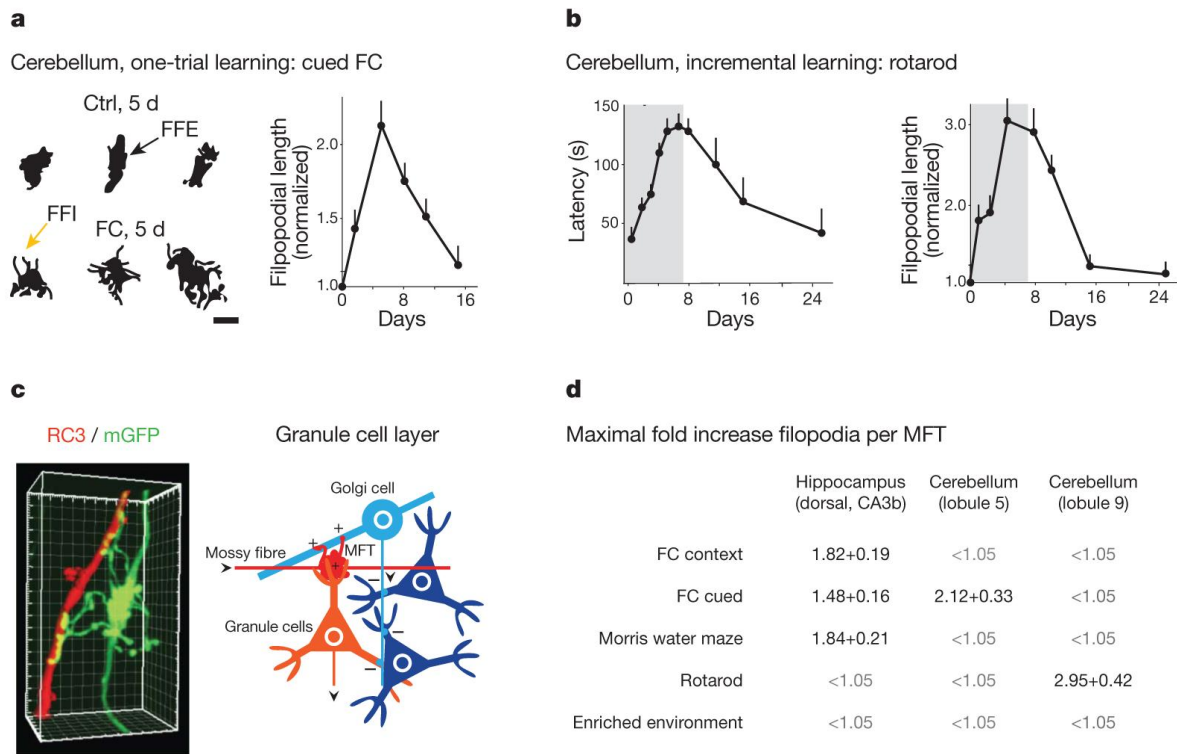 a
Cerebellum, one-trial learning: cued FC
Ctrl, 5 d
FFE
FFI
FC, 5 d
Filpopodial length
(normalized)
2.0
1.5
1.0
0
8
16
Days
b
Cerebellum, incremental learning: rotarod
Latency (s)
150
100
50
0
8
16
24
Days
Filpopodial length
(normalized)
3.0
2.0
1.0
0
8
16
24
Days
c
RC3 / mGFP
Granule cell layer
Golgi cell
+
+
MFT
Mossy fibre
+
–
Granule cells
–
–
d
Maximal fold increase filopodia per MFT
Hippocampus Cerebellum Cerebellum
(dorsal, CA3b) (lobule 5) (lobule 9)
FC context 1.82+0.19 <1.05 <1.05
FC cued 1.48+0.16 2.12+0.33 <1.05
Morris water maze 1.84+0.21 <1.05 <1.05
Rotarod <1.05 <1.05 2.95+0.42
Enriched environment <1.05 <1.05 <1.05